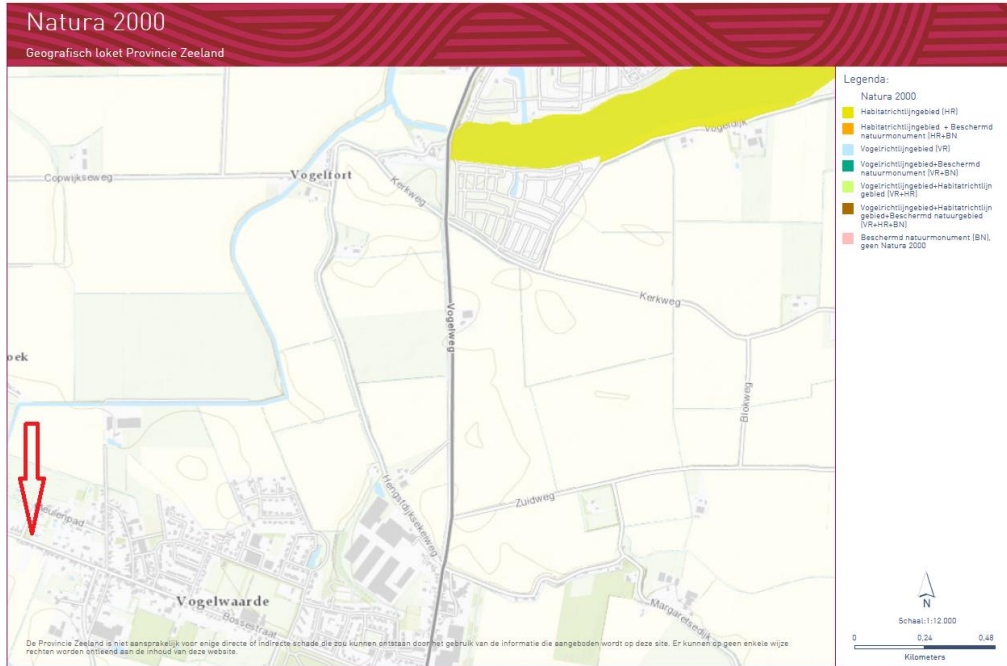 Natura 2000
Geografisch loket Provincie Zeeland
Legenda:
Natura 2000
Habitatrichtlijngebied (HR)
Habitatrichtlijngebied + Beschermd
natuurmonument (HR+BN
Vogelrichtlijngebied (VR)
Vogelrichtlijngebied+Beschermd
natuurmonument (VR+BN)
Vogelrichtlijngebied+Habitatrichtlijn
gebied (VR+HR)
Vogelrichtlijngebied+Habitatrichtlijn
gebied+Beschermd natuurgebied
(VR+HR+BN)
Beschermd natuurmonument (BN),
geen Natura 2000
Vogeldijk
Copwijkseweg
Vogelfort
Kerkweg
Kerkweg
Vogelweg
oek
Blokweg
Hengstdijksekeiweg
Zuidweg
eulenpad
Vogelwaarde
Bossestraat
Margaretsedijk
N
Schaal:1:12.000
0 0,24 0,48
Kilometers
De Provincie Zeeland is niet aansprakelijk voor enige directe of indirecte schade die zou kunnen ontstaan door het gebruik van de informatie die aangeboden wordt op deze site. Er kunnen op geen enkele wijze
rechten worden ontleend aan de inhoud van deze website.